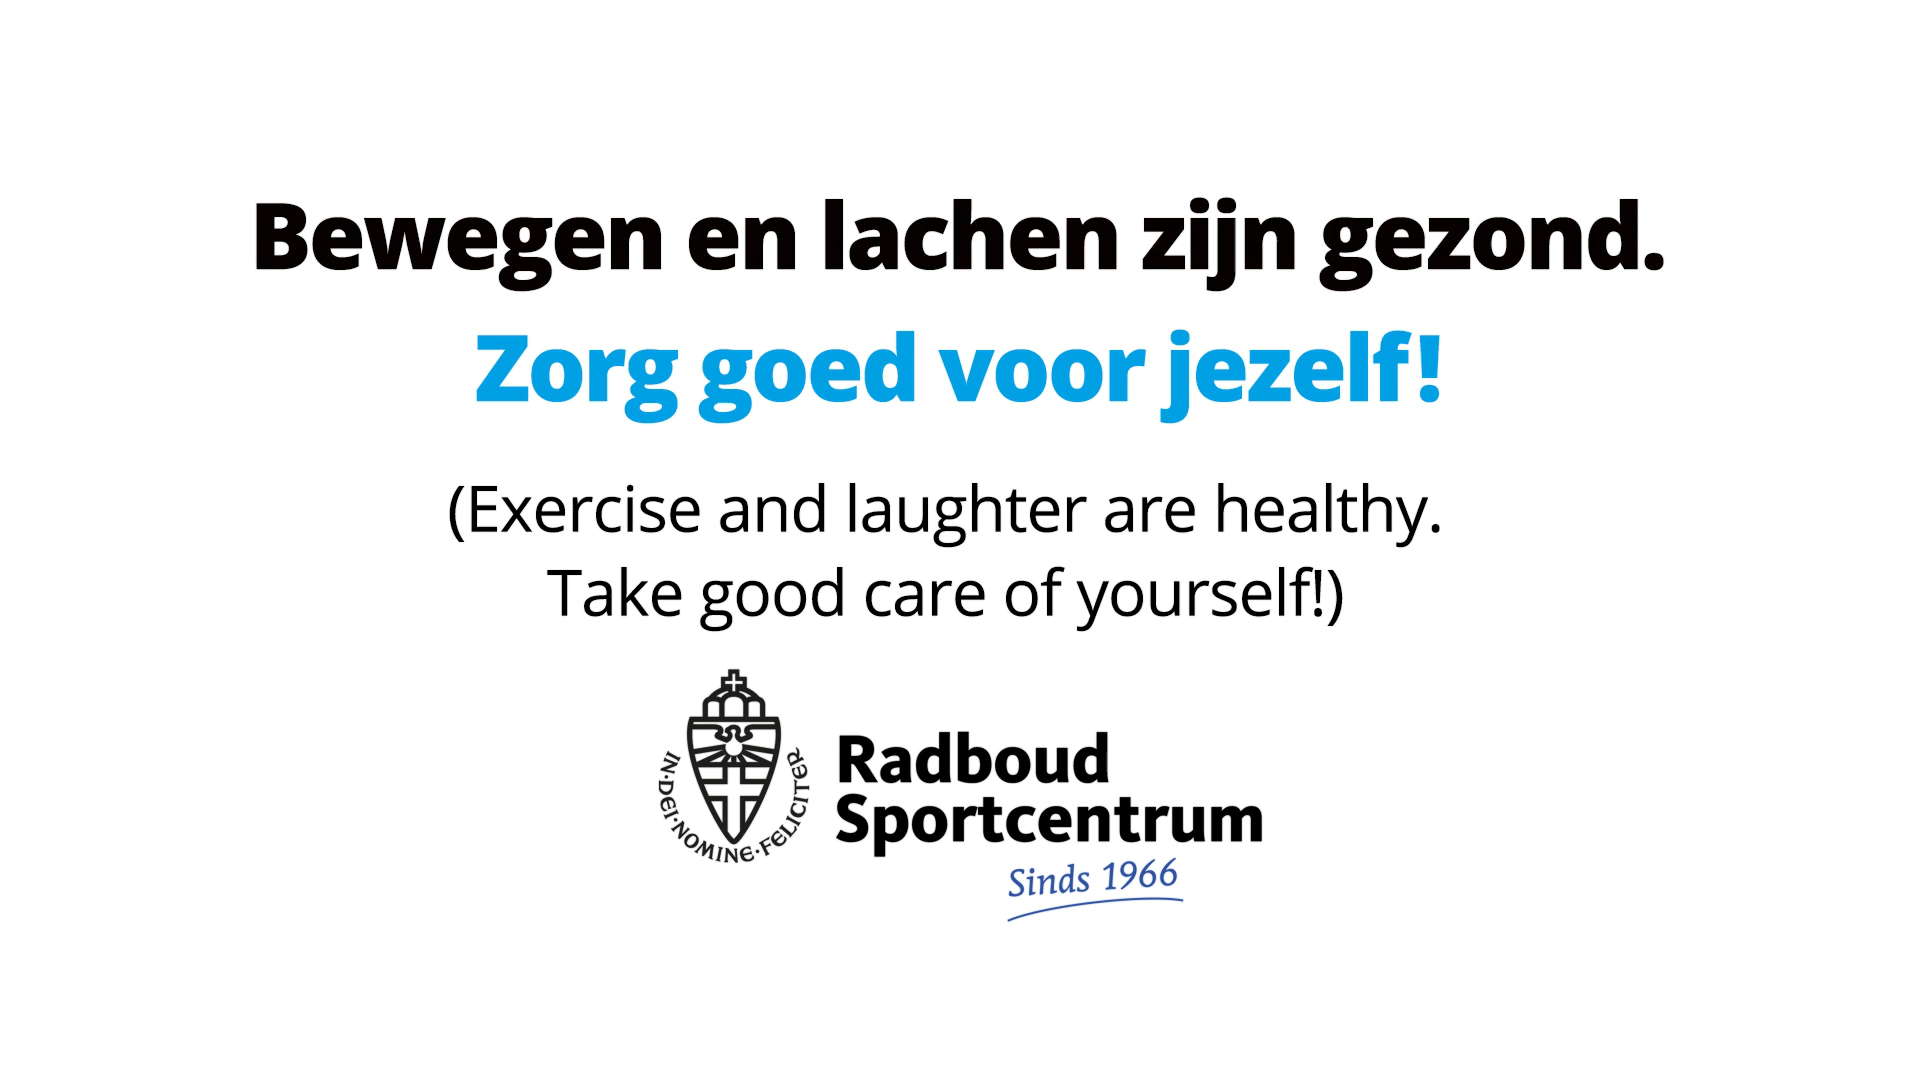 Bewegen en lachen zijn gezond.
Zorg goed voor jezelf!
(Exercise and laughter are healthy.
Take good care of yourself!)
IN·DEI·NOMINE·FELICITER
Radboud
Sportcentrum
Sinds 1966